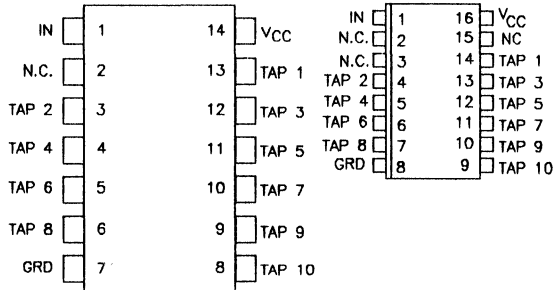 IN 1 14 VCC
N.C. 2 13 TAP 1
TAP 2 3 12 TAP 3
TAP 4 4 11 TAP 5
TAP 6 5 10 TAP 7
TAP 8 6 9 TAP 9
GRD 7 8 TAP 10
IN 1 16 VCC
N.C. 2 15 NC
N.C. 3 14 TAP 1
TAP 2 4 13 TAP 3
TAP 4 5 12 TAP 5
TAP 6 6 11 TAP 7
TAP 8 7 10 TAP 9
GRD 8 9 TAP 10